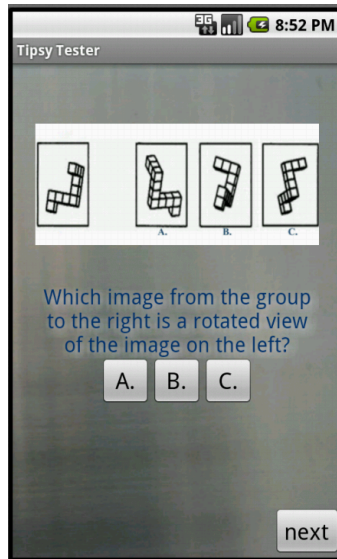 3G 8:52 PM
Tipsy Tester
A. B. C.
Which image from the group
to the right is a rotated view
of the image on the left?
A. B. C.
next